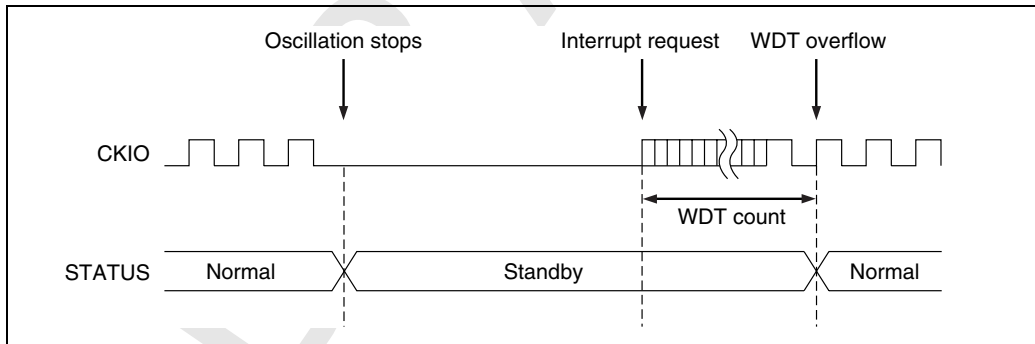 Oscillation stops Interrupt request WDT overflow
CKIO
WDT count
STATUS Normal Standby Normal